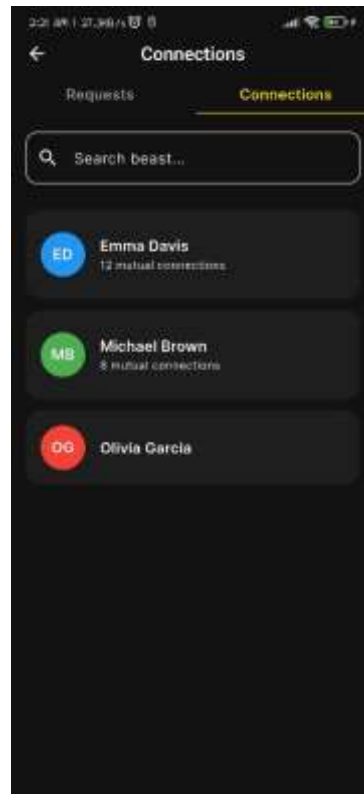 Connections
Requests
Connections
Search beast...
ED
Emma Davis
12 mutual connections
MB
Michael Brown
8 mutual connections
OG
Olivia Garcia